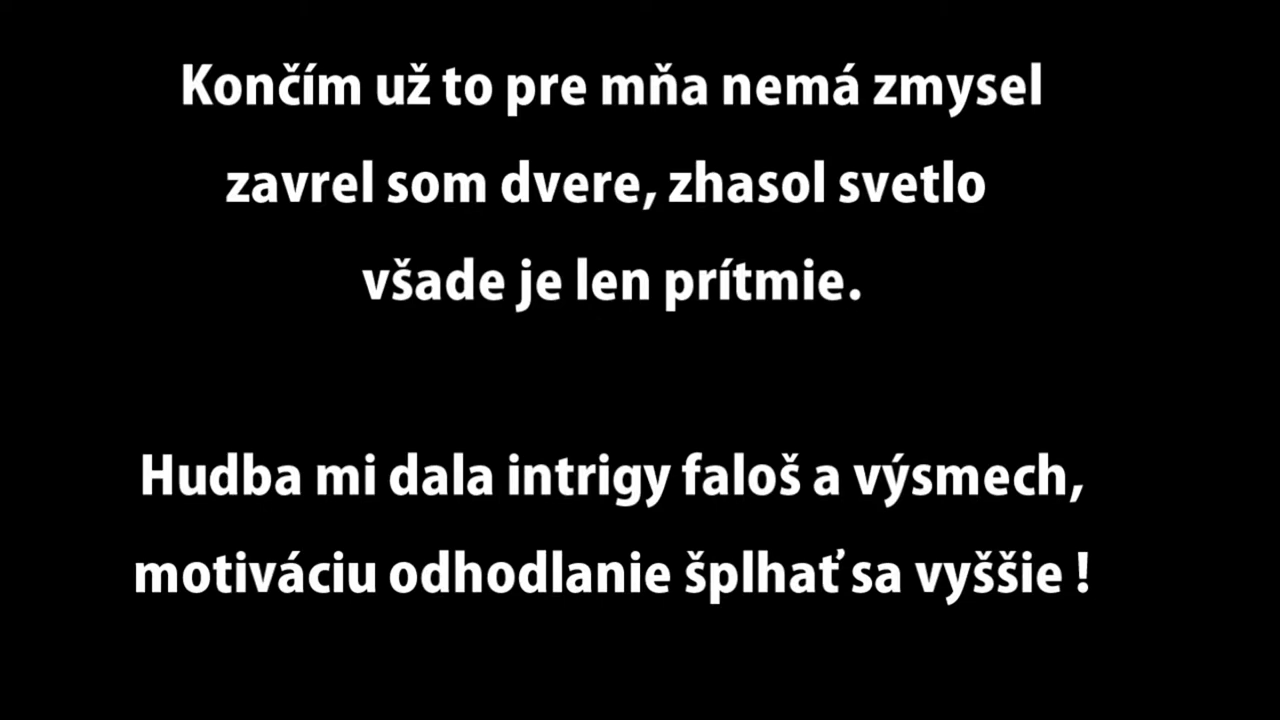 Končím už to pre mňa nemá zmysel
zavrel som dvere, zhasol svetlo
všade je len prítmie.
Hudba mi dala intrigy faloš a výsmech,
motiváciu odhodlanie šplhať sa vyššie !